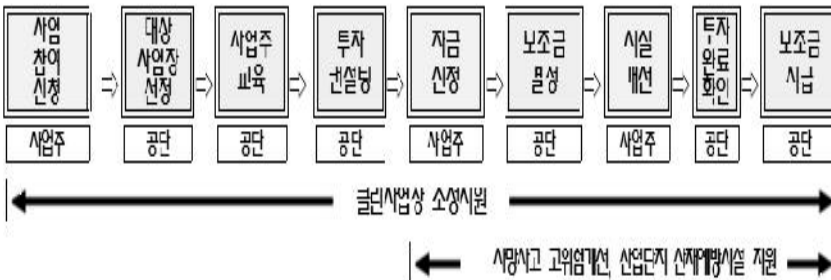 사업
참여
신청
대상
사업장
선정
사업주
교육
투자
컨설팅
자금
신청
보조금
결정
시설
개선
투자
완료
확인
보조금
지급
사업주
공단
공단
공단
사업주
공단
사업주
공단
공단
클린사업장 조성지원
사망사고 고위험개선, 산업단지 산재예방시설 지원